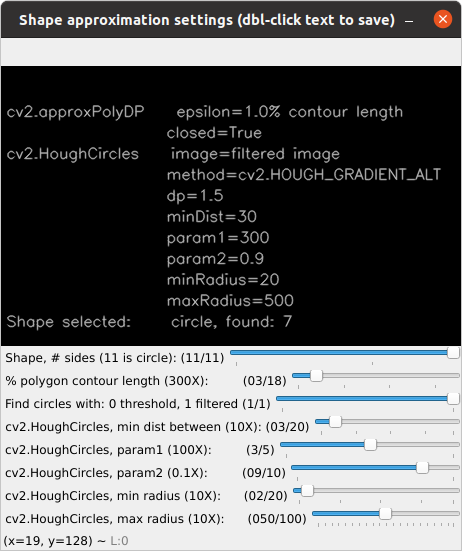 Shape approximation settings (dbl-click text to save)
cv2.approxPolyDP epsilon=1.0% contour length
closed=True
cv2.HoughCircles image=filtered image
method=cv2.HOUGH_GRADIENT_ALT
dp=1.5
minDist=30
param1=300
param2=0.9
minRadius=20
maxRadius=500
Shape selected: circle, found: 7
Shape, # sides (11 is circle): (11/11)
% polygon contour length (300X): (03/18)
Find circles with: 0 threshold, 1 filtered (1/1)
cv2.HoughCircles, min dist between (10X): (03/20)
cv2.HoughCircles, param1 (100X): (3/5)
cv2.HoughCircles, param2 (0.1X): (09/10)
cv2.HoughCircles, min radius (10X): (02/20)
cv2.HoughCircles, max radius (10X): (050/100)
(x=19, y=128) ~ L:0